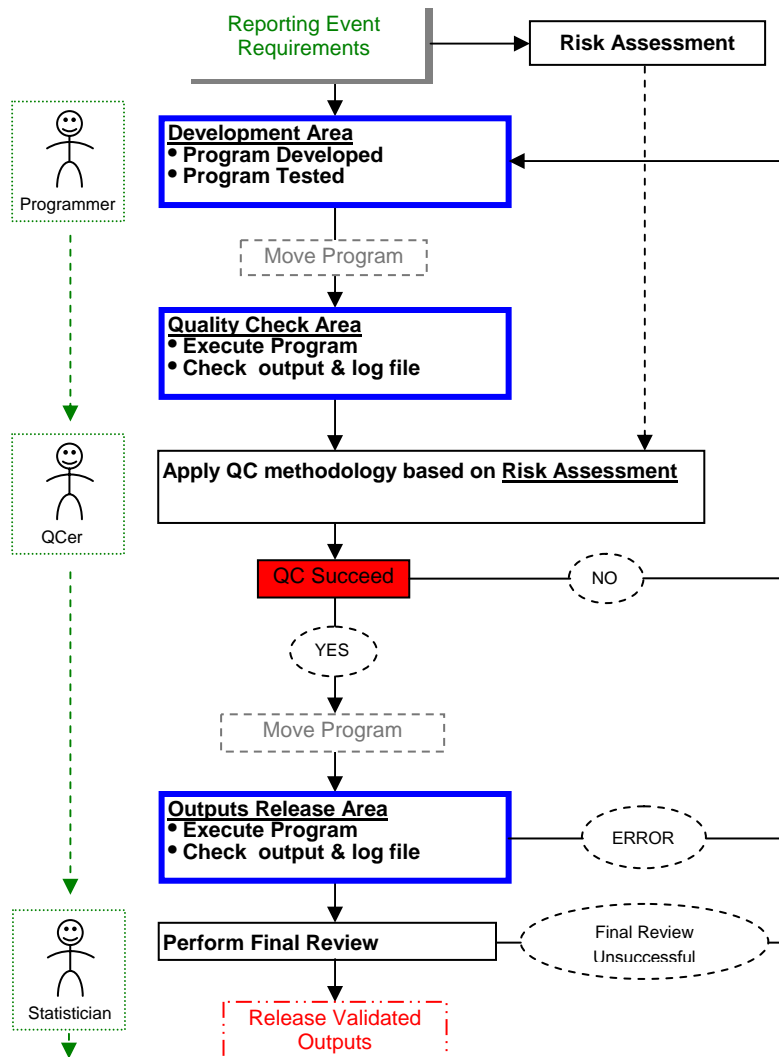 Reporting Event
Requirements
Risk Assessment
Development Area
• Program Developed
• Program Tested
Programmer
Move Program
Quality Check Area
• Execute Program
• Check output & log file
Apply QC methodology based on Risk Assessment
QCer
QC Succeed
NO
YES
Move Program
Outputs Release Area
• Execute Program
• Check output & log file
ERROR
Perform Final Review
Final Review
Unsuccessful
Statistician
Release Validated
Outputs